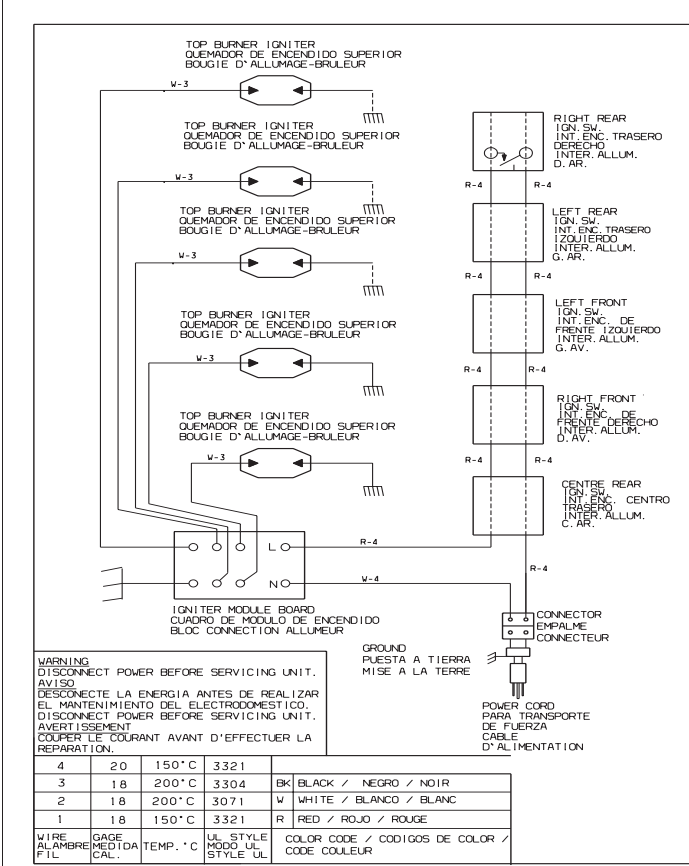 TOP BURNER IGNITER
QUEMADOR DE ENCENDIDO SUPERIOR
BOUGIE D`ALLUMAGE-BRULEUR
W-3
TOP BURNER IGNITER
QUEMADOR DE ENCENDIDO SUPERIOR
BOUGIE D`ALLUMAGE-BRULEUR
W-3
TOP BURNER IGNITER
QUEMADOR DE ENCENDIDO SUPERIOR
BOUGIE D`ALLUMAGE-BRULEUR
W-3
TOP BURNER IGNITER
QUEMADOR DE ENCENDIDO SUPERIOR
BOUGIE D`ALLUMAGE-BRULEUR
W-3
TOP BURNER IGNITER
QUEMADOR DE ENCENDIDO SUPERIOR
BOUGIE D`ALLUMAGE-BRULEUR
W-3
RIGHT REAR
IGN. SW.
INT. ENC. TRASERO
DERECHO
INTER. ALLUM.
D. AR.
R-4 R-4
LEFT REAR
IGN. SW.
INT. ENC. TRASERO
IZQUIERDO
INTER. ALLUM.
G. AR.
R-4 R-4
LEFT FRONT
IGN. SW.
INT. ENC. DE
FRENTE IZQUIERDO
INTER. ALLUM.
G. AV.
R-4 R-4
RIGHT FRONT
IGN. SW.
INT. ENC. DE
FRENTE DERECHO
INTER. ALLUM.
D. AV.
R-4 R-4
CENTRE REAR
IGN. SW.
INT. ENC. CENTRO
TRASERO
INTER. ALLUM.
C. AR.
L R-4
R-4
N W-4
IGNITER MODULE BOARD
CUADRO DE MODULO DE ENCENDIDO
BLOC CONNECTION ALLUMEUR
CONNECTOR
EMPALME
CONNECTEUR
GROUND
PUESTA A TIERRA
MISE A LA TERRE
POWER CORD
PARA TRANSPORTE
DE FUERZA
CABLE
D`ALIMENTATION
WARNING
DISCONNECT POWER BEFORE SERVICING UNIT.
AVISO
DESCONECTE LA ENERGIA ANTES DE REALIZAR
EL MANTENIMIENTO DEL ELECTRODOMESTICO.
DISCONNECT POWER BEFORE SERVICING UNIT.
AVERTISSEMENT
COUPER LE COURANT AVANT D'EFFECTUER LA
REPARATION.
4 20 150°C 3321
3 18 200°C 3304 BK BLACK / NEGRO / NOIR
2 18 200°C 3071 W WHITE / BLANCO / BLANC
1 18 150°C 3321 R RED / ROJO / ROUGE
WIRE ALAMBRE FIL
GAGE MEDIDA CAL.
TEMP. °C
UL STYLE MODO UL STYLE UL
COLOR CODE / CODIGOS DE COLOR /
CODE COULEUR